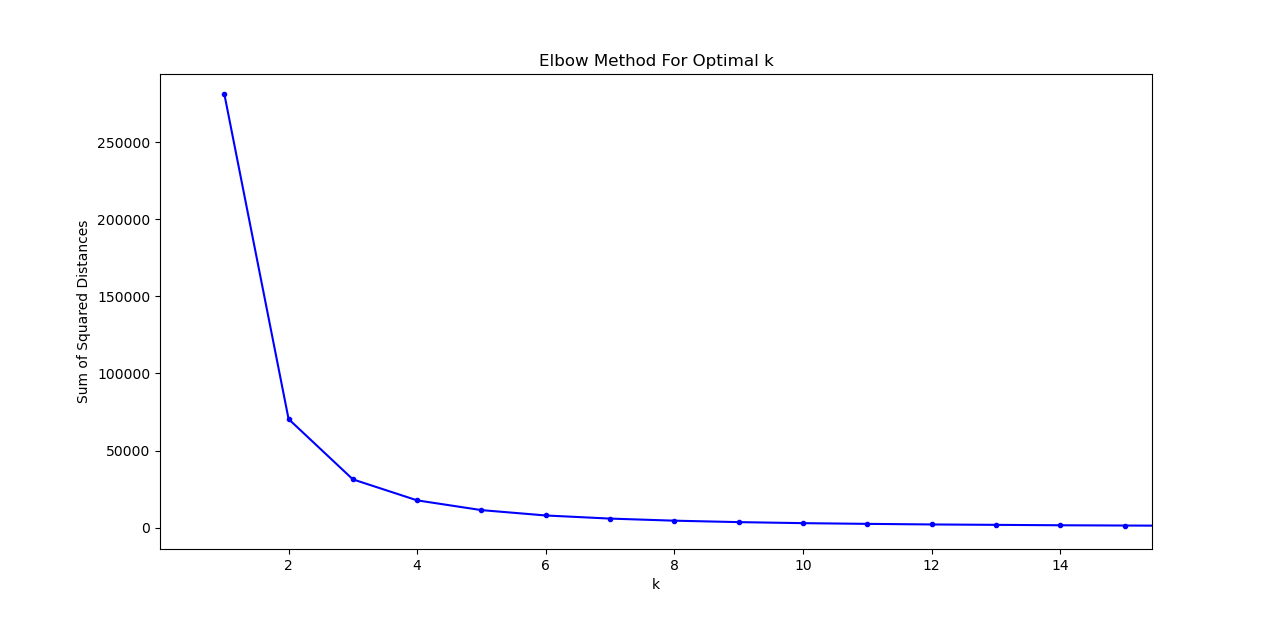 Elbow Method For Optimal k
250000
200000
150000
100000
50000
0
Sum of Squared Distances
2 4 6 8 10 12 14
k